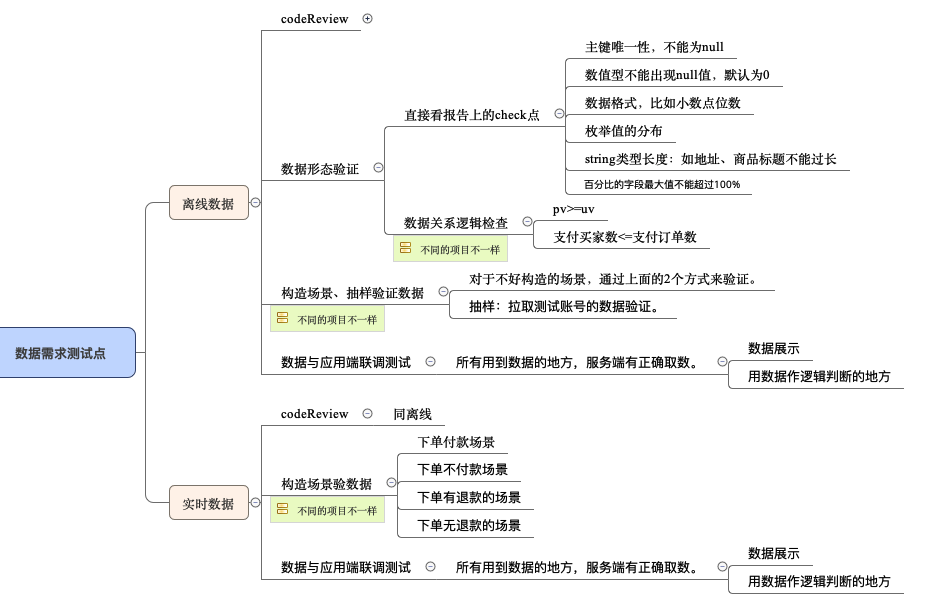 数据需求测试点
离线数据
codeReview
数据形态验证
直接看报告上的check点
主键唯一性，不能为null
数值型不能出现null值，默认为0
数据格式，比如小数点位数
枚举值的分布
string类型长度：如地址、商品标题不能过长
百分比的字段最大值不能超过100%
数据关系逻辑检查
不同的项目不一样
pv>=uv
支付买家数<=支付订单数
构造场景、抽样验证数据
不同的项目不一样
对于不好构造的场景，通过上面的2个方式来验证。
抽样：拉取测试账号的数据验证。
数据与应用端联调测试
所有用到数据的地方，服务端有正确取数。
数据展示
用数据作逻辑判断的地方
实时数据
codeReview
同离线
构造场景验数据
不同的项目不一样
下单付款场景
下单不付款场景
下单有退款的场景
下单无退款的场景
数据与应用端联调测试
所有用到数据的地方，服务端有正确取数。
数据展示
用数据作逻辑判断的地方